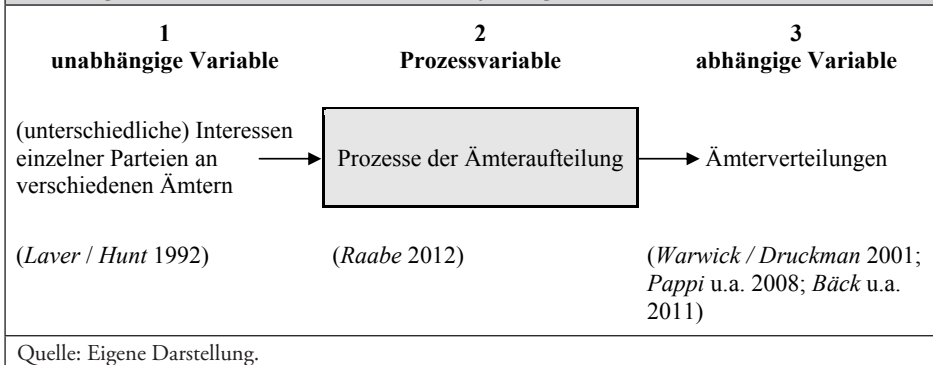 1
unabhängige Variable
2
Prozessvariable
3
abhängige Variable
(unterschiedliche) Interessen
einzelner Parteien an
verschiedenen Ämtern
Prozesse der Ämteraufteilung
Ämterverteilungen
(Laver / Hunt 1992)
(Raabe 2012)
(Warwick / Druckman 2001;
Pappi u.a. 2008; Bäck u.a.
2011)
Quelle: Eigene Darstellung.